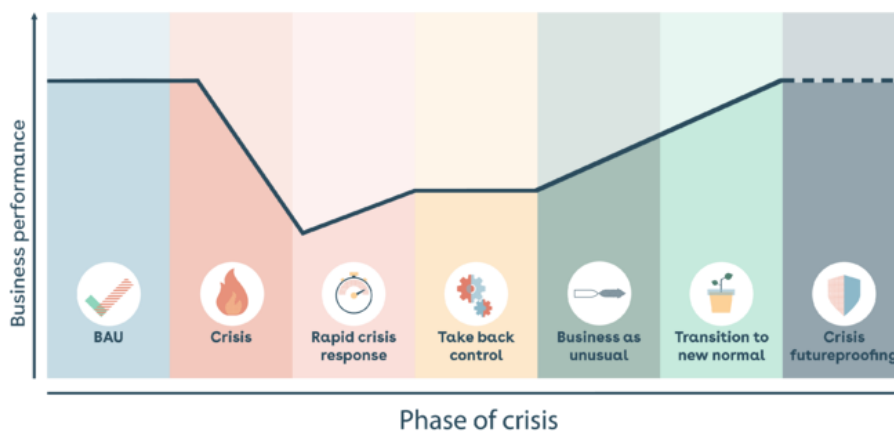 Business performance
BAU
Crisis
Rapid crisis
response
Take back
control
Business as
unusual
Transition to
new normal
Crisis
futureproofing
Phase of crisis